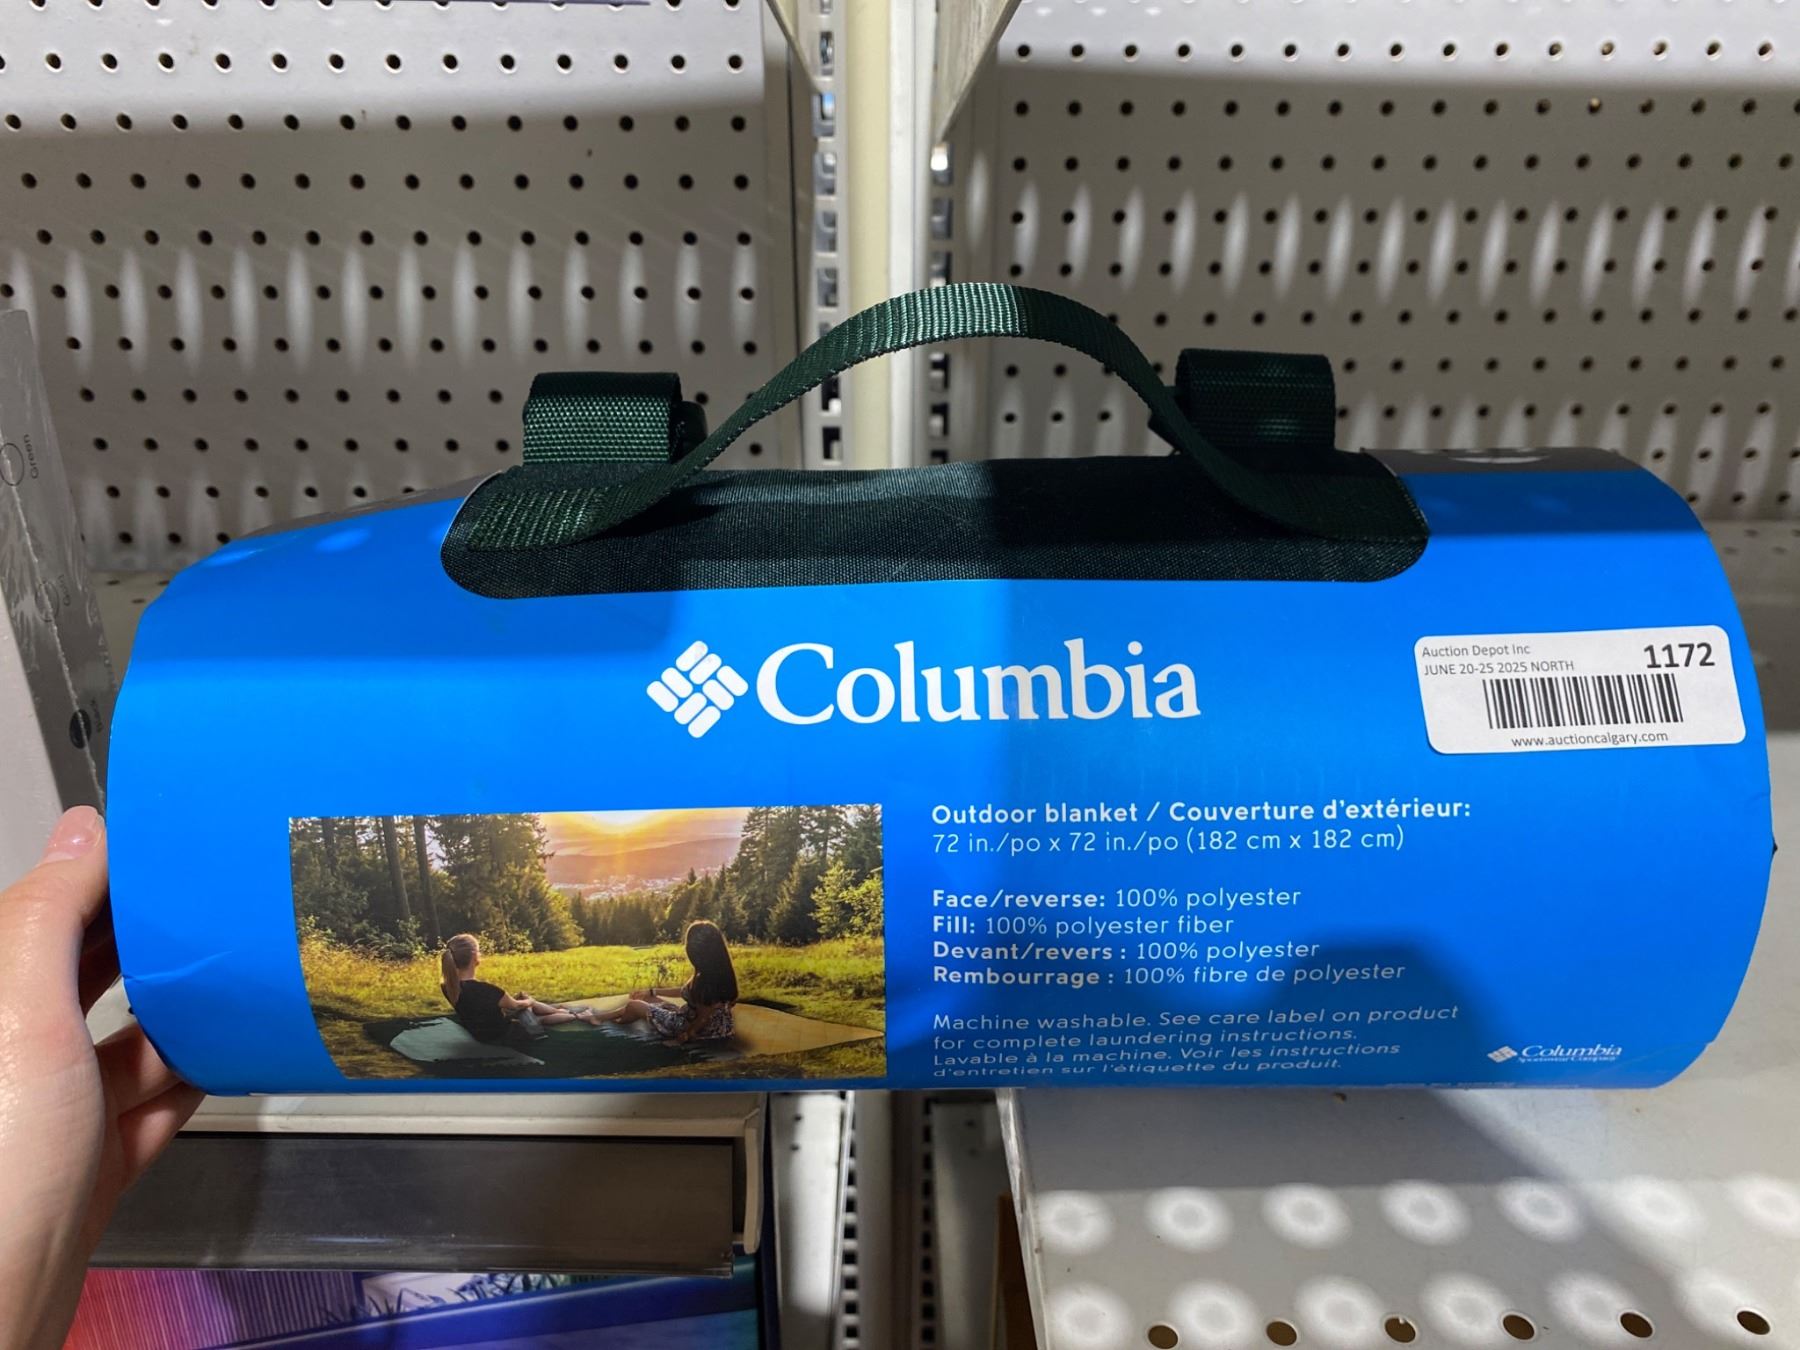 Columbia
Auction Depot Inc
1172
JUNE 20-25 2025 NORTH
www.auctioncalgary.com
Outdoor blanket / Couverture d'extérieur:
72 in./po x 72 in./po (182 cm x 182 cm)
Face/reverse: 100% polyester
Fill: 100% polyester fiber
Devant/revers : 100% polyester
Rembourrage : 100% fibre de polyester
Machine washable. See care label on product
for complete laundering instructions.
Lavable à la machine. Voir les instructions
d'entretien sur l'étiquette du produit.
Columbia
Sportswear Company
Green